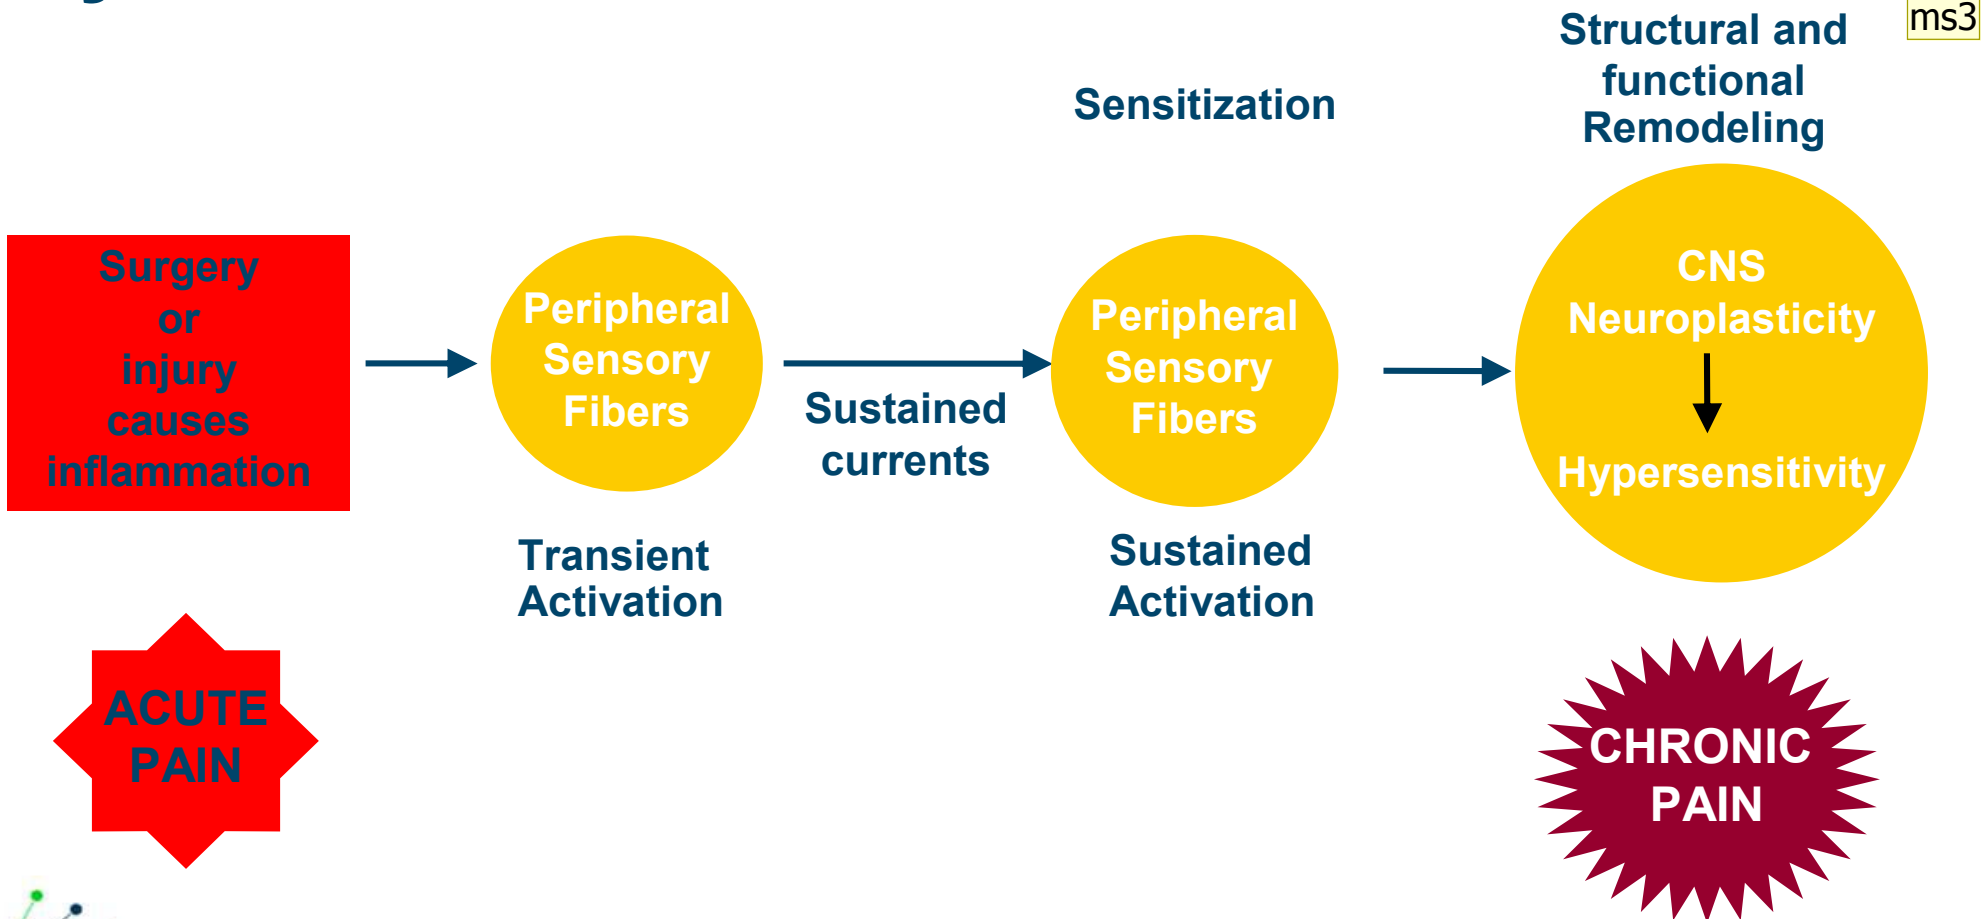 ms3
Structural and
functional
Remodeling
Sensitization
Surgery
or
injury
causes
inflammation
Peripheral
Sensory
Fibers
Sustained
currents
Peripheral
Sensory
Fibers
CNS
Neuroplasticity
Hypersensitivity
Transient
Activation
Sustained
Activation
ACUTE
PAIN
CHRONIC
PAIN